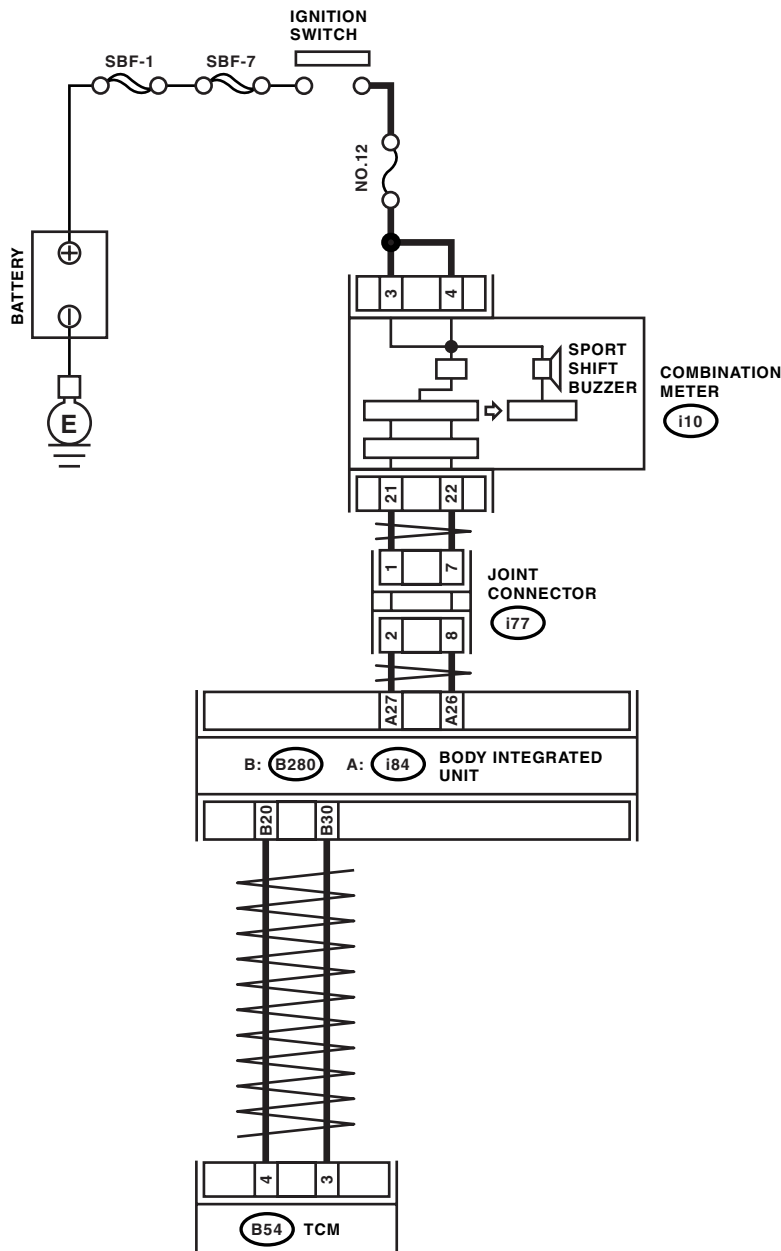 IGNITION
SWITCH
SBF-1
SBF-7
NO.12
BATTERY
E
3
4
SPORT
SHIFT
BUZZER
COMBINATION
METER
i10
21
22
1
7
JOINT
CONNECTOR
i77
2
8
A27
A26
B: B280 A: i84 BODY INTEGRATED
UNIT
B20
B30
4
3
B54 TCM